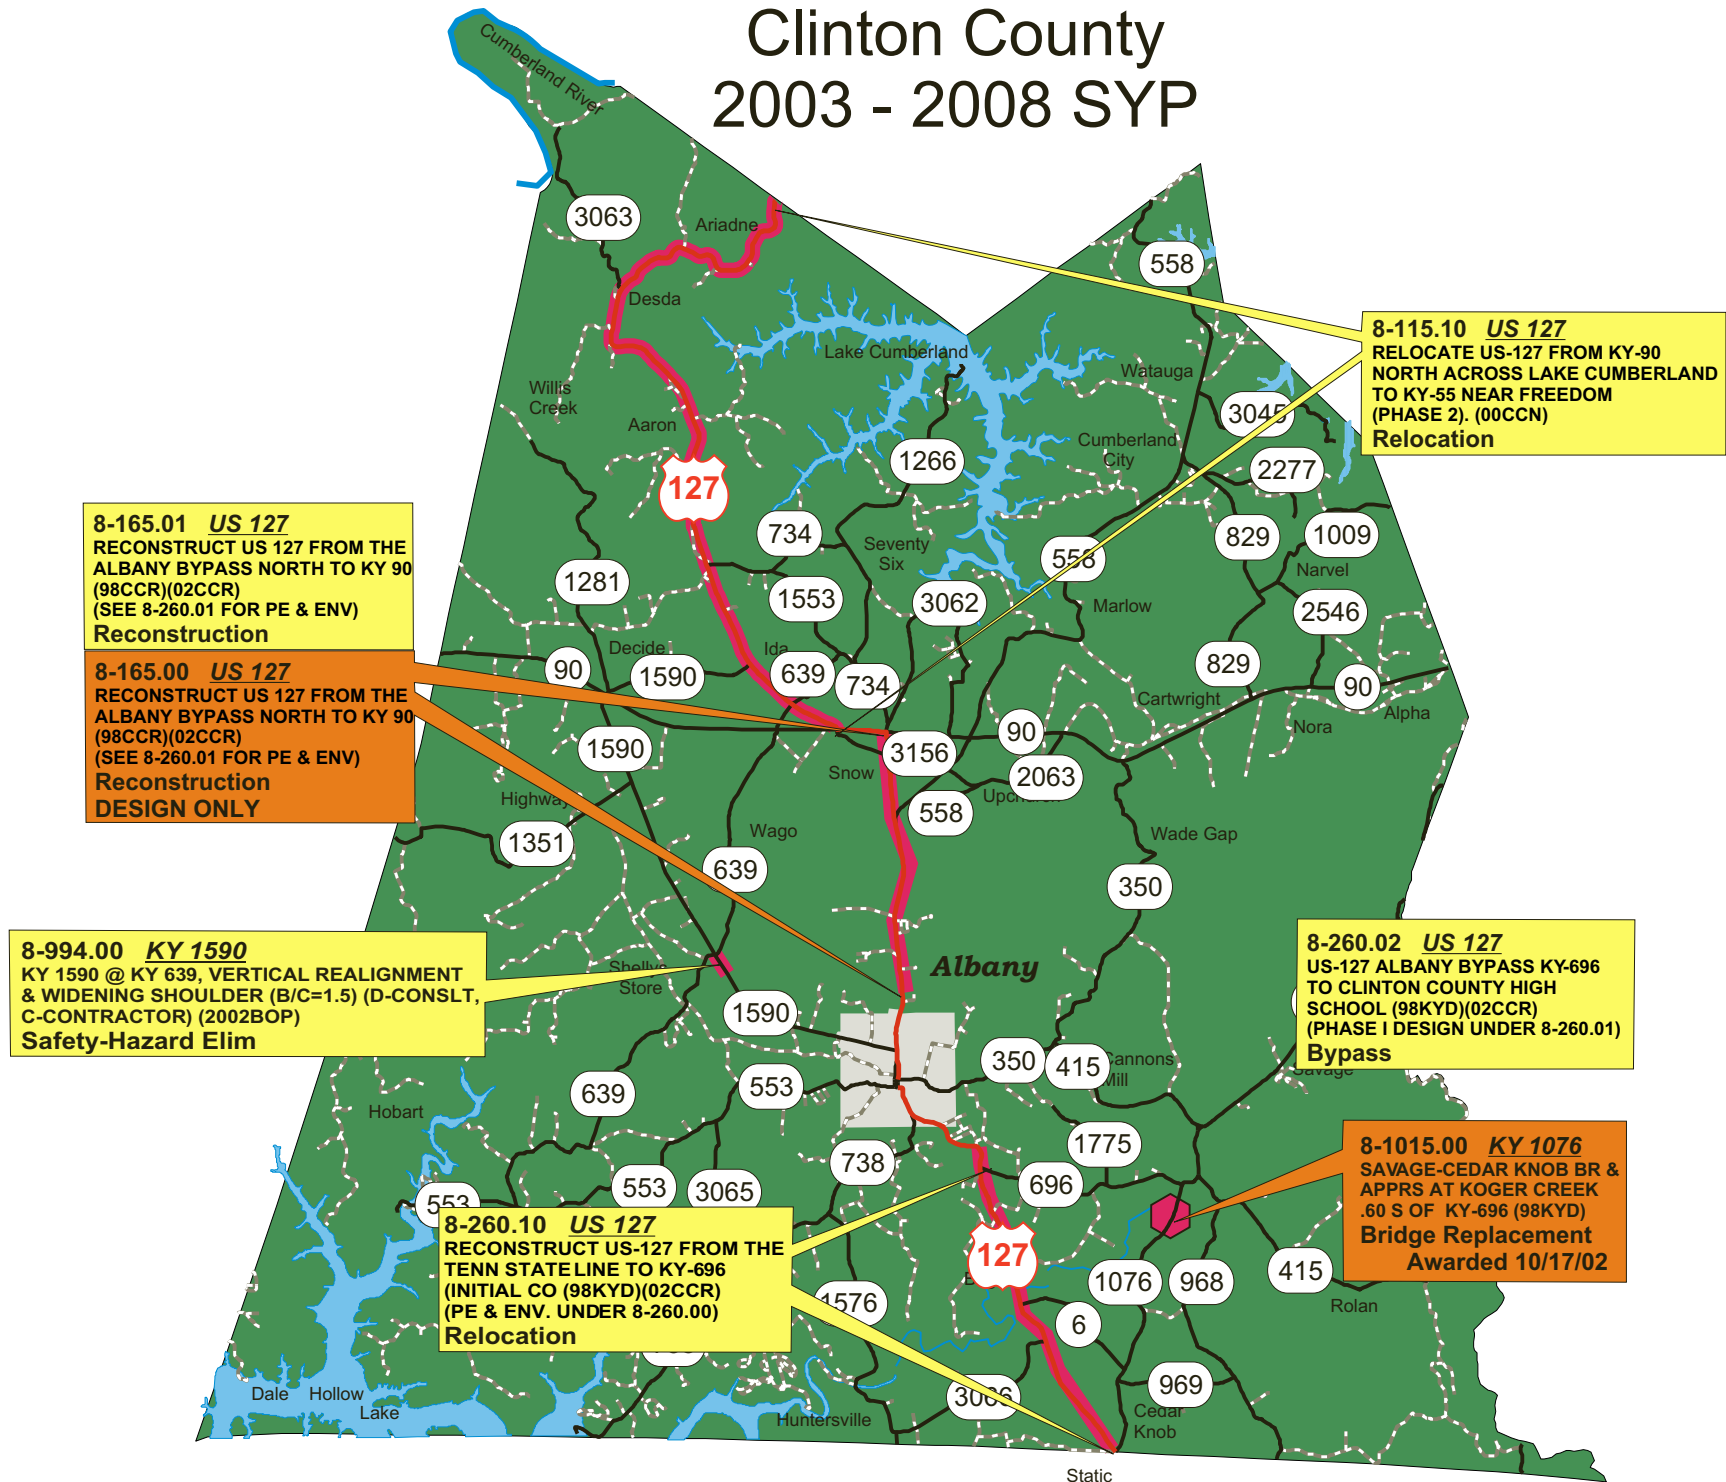 Clinton County
2003 - 2008 SYP
Cumberland River
3063
Ariadne
558
Desda
8-115.10 US 127
RELOCATE US-127 FROM KY-90
NORTH ACROSS LAKE CUMBERLAND
TO KY-55 NEAR FREEDOM
(PHASE 2). (00CCN)
Relocation
Lake Cumberland
Watauga
Willis
Creek
Aaron
3045
Cumberland
City
1266
2277
127
8-165.01 US 127
RECONSTRUCT US 127 FROM THE
ALBANY BYPASS NORTH TO KY 90
(98CCR)(02CCR)
(SEE 8-260.01 FOR PE & ENV)
Reconstruction
734
829
1009
Seventy
Six
558
Narvel
1281
1553
3062
Marlow
2546
Decide
Ida
8-165.00 US 127
RECONSTRUCT US 127 FROM THE
ALBANY BYPASS NORTH TO KY 90
(98CCR)(02CCR)
(SEE 8-260.01 FOR PE & ENV)
Reconstruction
DESIGN ONLY
90
1590
639
734
829
90
Cartwright
Nora
Alpha
1590
3156
90
Snow
2063
Highway
558
1351
Wago
Wade Gap
639
350
8-994.00 KY 1590
KY 1590 @ KY 639, VERTICAL REALIGNMENT
& WIDENING SHOULDER (B/C=1.5) (D-CONSLT,
C-CONTRACTOR) (2002BOP)
Safety-Hazard Elim
Shellys
Store
Albany
8-260.02 US 127
US-127 ALBANY BYPASS KY-696
TO CLINTON COUNTY HIGH
SCHOOL (98KYD)(02CCR)
(PHASE I DESIGN UNDER 8-260.01)
Bypass
1590
350
415
Cannons
Mill
Savage
553
639
Hobart
1775
738
8-1015.00 KY 1076
SAVAGE-CEDAR KNOB BR &
APPRS AT KOGER CREEK
.60 S OF KY-696 (98KYD)
Bridge Replacement
Awarded 10/17/02
553
553
3065
696
8-260.10 US 127
RECONSTRUCT US-127 FROM THE
TENN STATE LINE TO KY-696
(INITIAL CO (98KYD)(02CCR)
(PE & ENV. UNDER 8-260.00)
Relocation
127
1076
968
415
1576
6
Rolan
3066
969
Dale Hollow
Lake
Huntersville
Cedar
Knob
Static